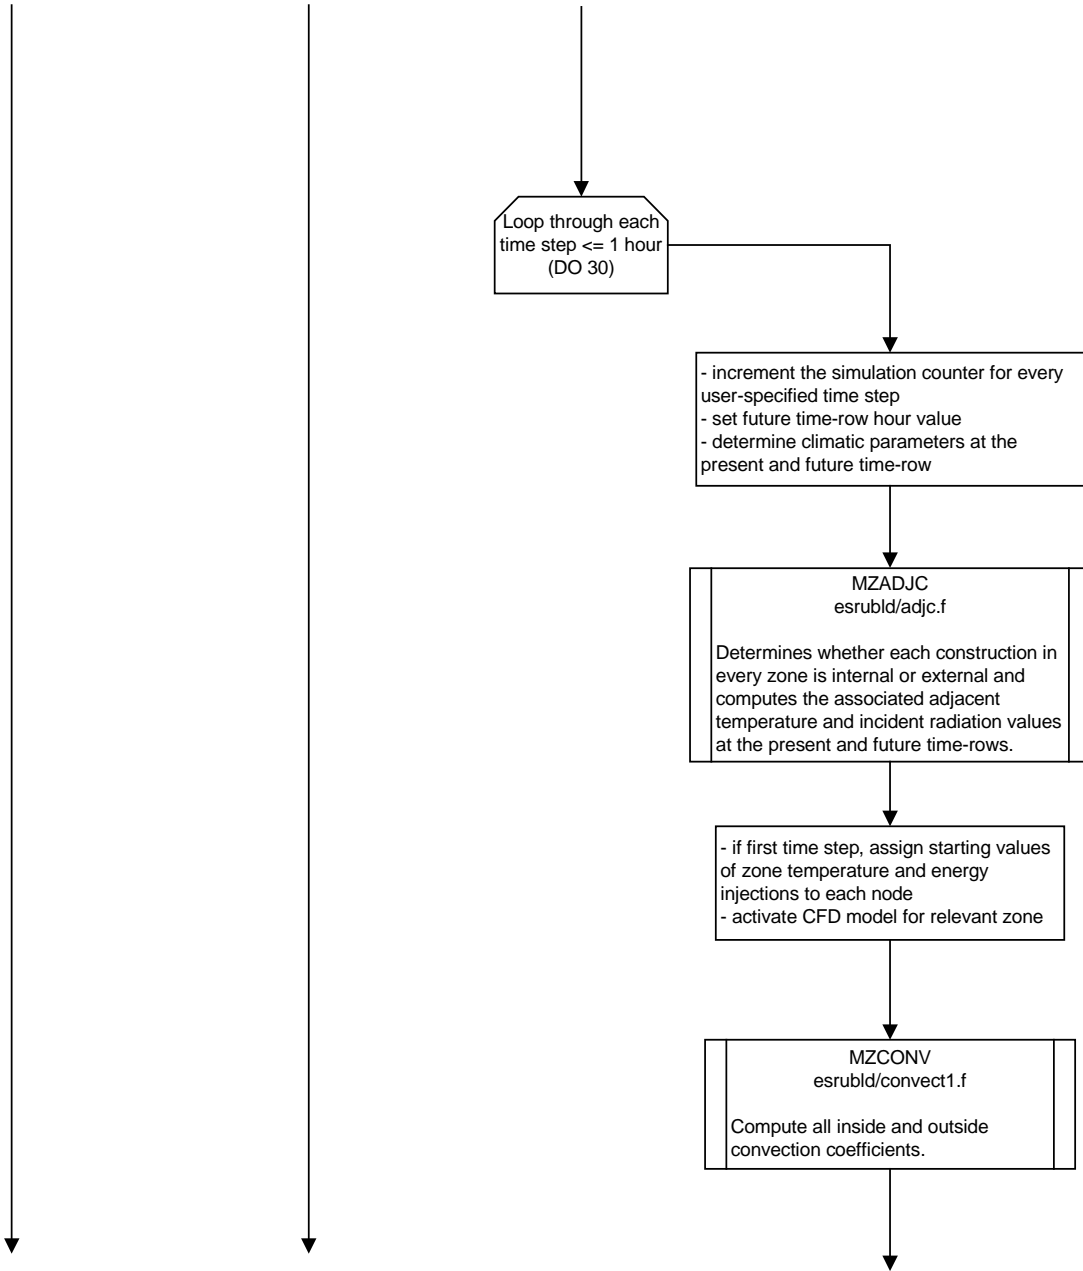 Loop through each
time step <= 1 hour
(DO 30)
- increment the simulation counter for every
user-specified time step
- set future time-row hour value
- determine climatic parameters at the
present and future time-row
MZADJC
esrubld/adjc.f
Determines whether each construction in
every zone is internal or external and
computes the associated adjacent
temperature and incident radiation values
at the present and future time-rows.
- if first time step, assign starting values
of zone temperature and energy
injections to each node
- activate CFD model for relevant zone
MZCONV
esrubld/convect1.f
Compute all inside and outside
convection coefficients.